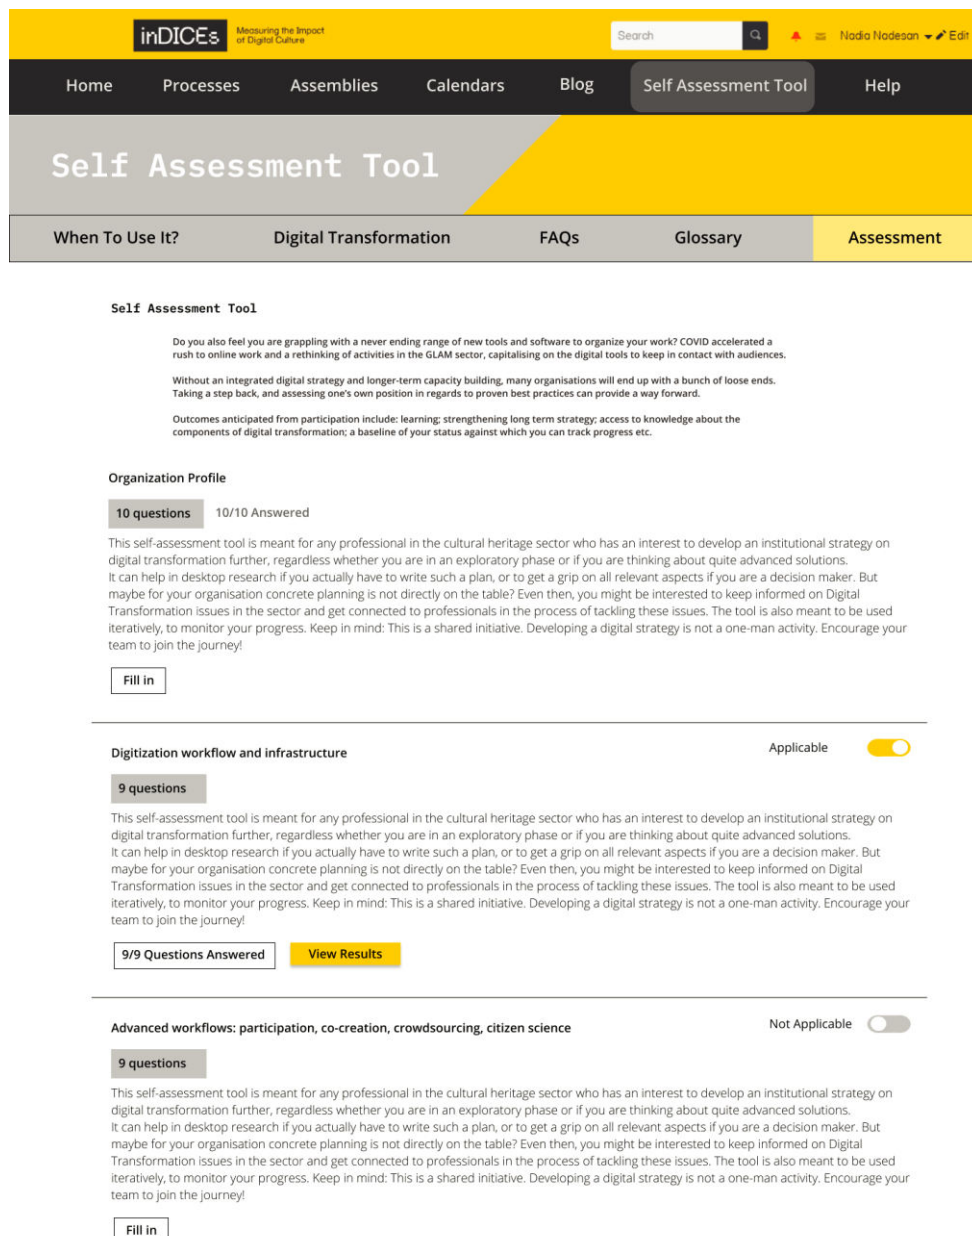 inDICEs
Measuring the Impact
of Digital Culture
Search
Nadia Nadesan
Edit
Home Processes Assemblies Calendars Blog Self Assessment Tool Help
Self Assessment Tool
When To Use It? Digital Transformation FAQs Glossary Assessment
Self Assessment Tool
Do you also feel you are grappling with a never ending range of new tools and software to organize your work? COVID accelerated a
rush to online work and a rethinking of activities in the GLAM sector, capitalising on the digital tools to keep in contact with audiences.
Without an integrated digital strategy and longer-term capacity building, many organisations will end up with a bunch of loose ends.
Taking a step back, and assessing one's own position in regards to proven best practices can provide a way forward.
Outcomes anticipated from participation include: learning; strengthening long term strategy; access to knowledge about the
components of digital transformation; a baseline of your status against which you can track progress etc.
Organization Profile
10 questions 10/10 Answered
This self-assessment tool is meant for any professional in the cultural heritage sector who has an interest to develop an institutional strategy on
digital transformation further, regardless whether you are in an exploratory phase or if you are thinking about quite advanced solutions.
It can help in desktop research if you actually have to write such a plan, or to get a grip on all relevant aspects if you are a decision maker. But
maybe for your organisation concrete planning is not directly on the table? Even then, you might be interested to keep informed on Digital
Transformation issues in the sector and get connected to professionals in the process of tackling these issues. The tool is also meant to be used
iteratively, to monitor your progress. Keep in mind: This is a shared initiative. Developing a digital strategy is not a one-man activity. Encourage your
team to join the journey!
Fill in
Digitization workflow and infrastructure Applicable
9 questions
This self-assessment tool is meant for any professional in the cultural heritage sector who has an interest to develop an institutional strategy on
digital transformation further, regardless whether you are in an exploratory phase or if you are thinking about quite advanced solutions.
It can help in desktop research if you actually have to write such a plan, or to get a grip on all relevant aspects if you are a decision maker. But
maybe for your organisation concrete planning is not directly on the table? Even then, you might be interested to keep informed on Digital
Transformation issues in the sector and get connected to professionals in the process of tackling these issues. The tool is also meant to be used
iteratively, to monitor your progress. Keep in mind: This is a shared initiative. Developing a digital strategy is not a one-man activity. Encourage your
team to join the journey!
9/9 Questions Answered View Results
Advanced workflows: participation, co-creation, crowdsourcing, citizen science Not Applicable
9 questions
This self-assessment tool is meant for any professional in the cultural heritage sector who has an interest to develop an institutional strategy on
digital transformation further, regardless whether you are in an exploratory phase or if you are thinking about quite advanced solutions.
It can help in desktop research if you actually have to write such a plan, or to get a grip on all relevant aspects if you are a decision maker. But
maybe for your organisation concrete planning is not directly on the table? Even then, you might be interested to keep informed on Digital
Transformation issues in the sector and get connected to professionals in the process of tackling these issues. The tool is also meant to be used
iteratively, to monitor your progress. Keep in mind: This is a shared initiative. Developing a digital strategy is not a one-man activity. Encourage your
team to join the journey!
Fill in